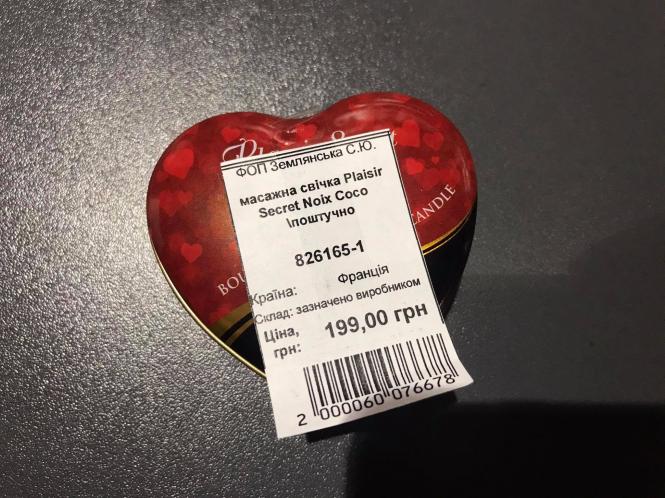 ФОП Землянська С.Ю.
масажна свічка Plaisir
Secret Noix Coco
\поштучно
826165-1
Країна: Франція
Склад: зазначено виробником
Ціна, грн: 199,00 грн
2 000060 076678
CANDLE